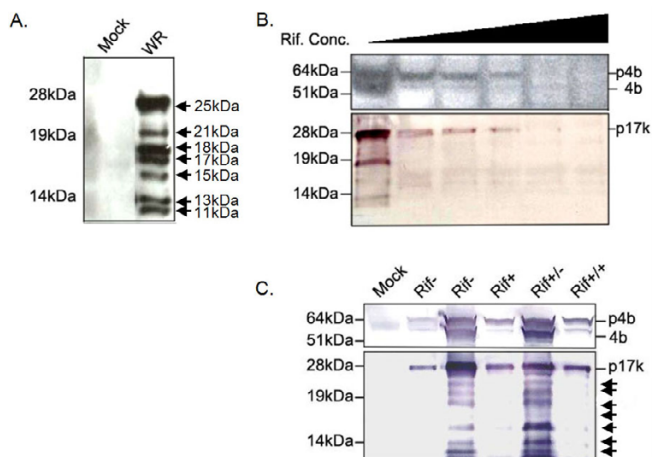 A.
Mock WR
28kDa
19kDa
14kDa
25kDa
21kDa
18kDa
17kDa
15kDa
13kDa
11kDa
B.
Rif. Conc.
64kDa
51kDa
p4b
4b
28kDa
19kDa
14kDa
p17k
C.
Mock Rif- Rif- Rif+ Rif+/- Rif+/+
64kDa
51kDa
p4b
4b
28kDa
19kDa
14kDa
p17k